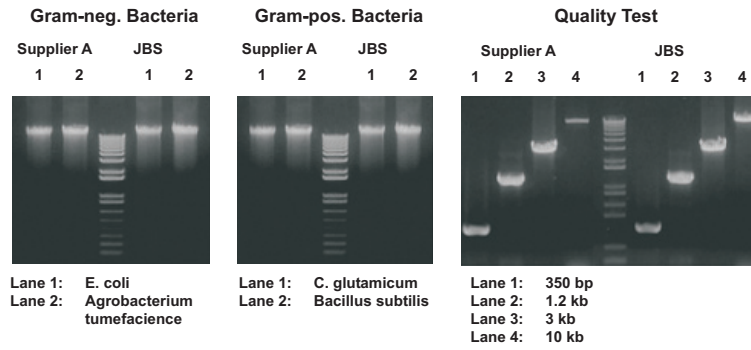 Gram-neg. Bacteria
Supplier A JBS
1 2 1 2
Lane 1: E. coli
Lane 2: Agrobacterium
tumefacience
Gram-pos. Bacteria
Supplier A JBS
1 2 1 2
Lane 1: C. glutamicum
Lane 2: Bacillus subtilis
Quality Test
Supplier A JBS
1 2 3 4 1 2 3 4
Lane 1: 350 bp
Lane 2: 1.2 kb
Lane 3: 3 kb
Lane 4: 10 kb